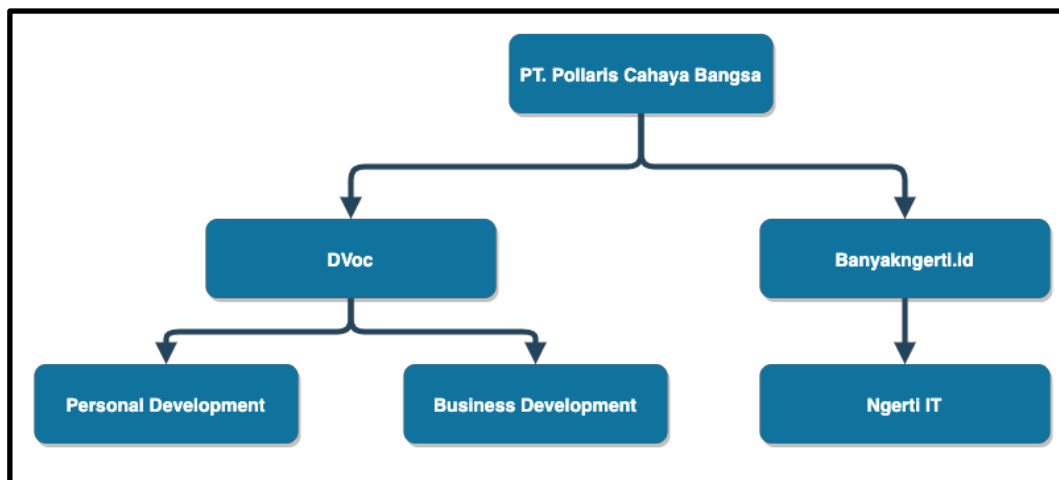 PT. Pollaris Cahaya Bangsa
DVoc
Banyakngerti.id
Personal Development
Business Development
Ngerti IT